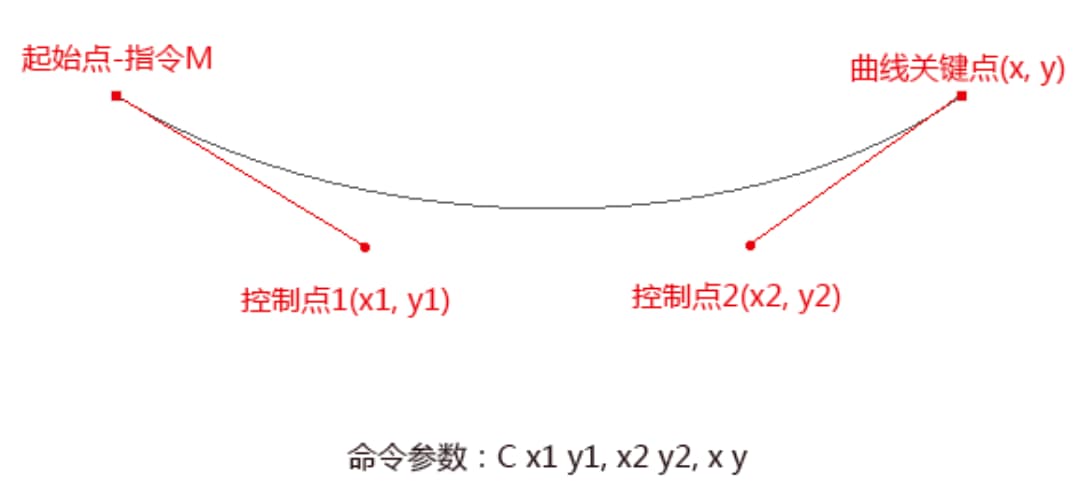 起始点-指令M
曲线关键点(x, y)
控制点1(x1, y1)
控制点2(x2, y2)
命令参数：C x1 y1, x2 y2, x y